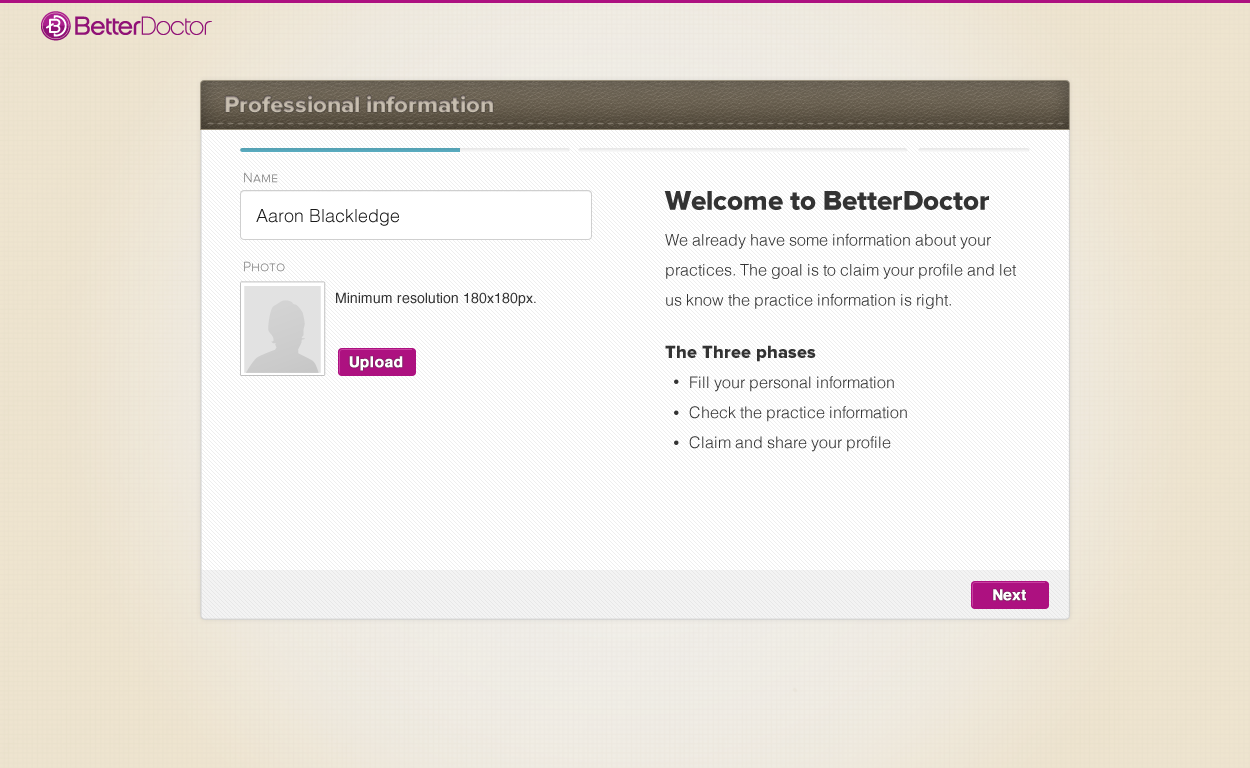 BetterDoctor
Professional information
Name
Aaron Blackledge
Photo
Minimum resolution 180x180px.
Upload
Welcome to BetterDoctor
We already have some information about your
practices. The goal is to claim your profile and let
us know the practice information is right.
The Three phases
• Fill your personal information
• Check the practice information
• Claim and share your profile
Next